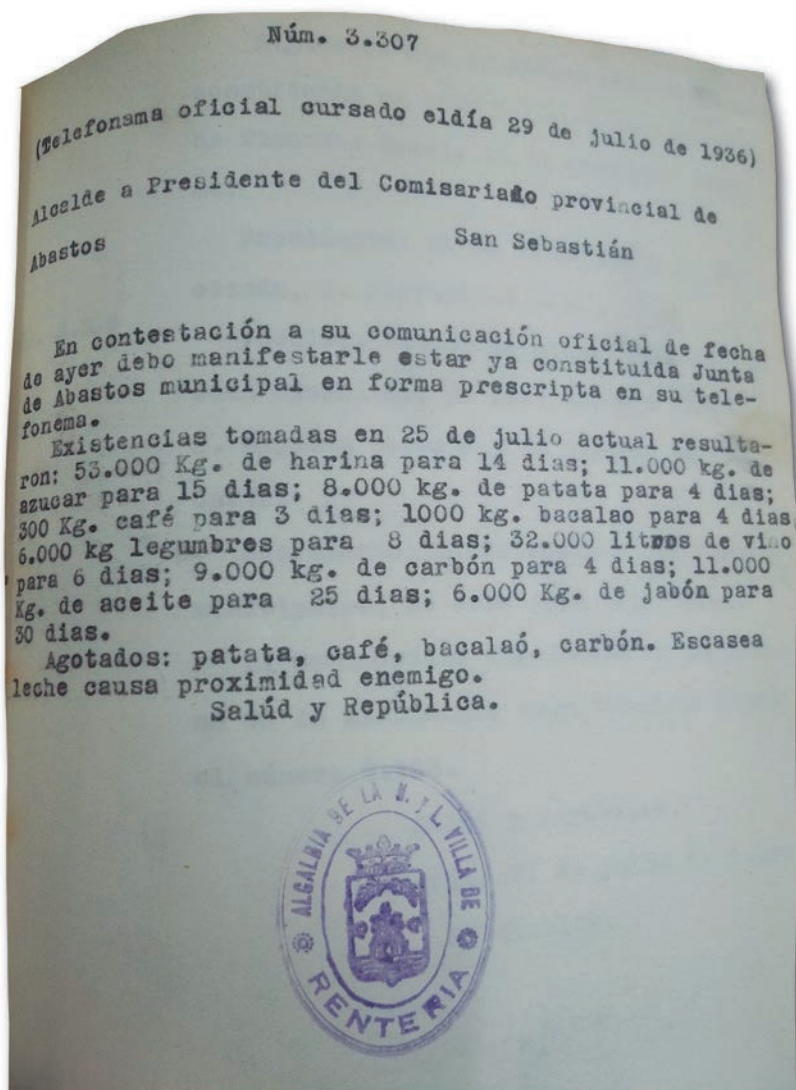 Núm. 3.307
(Telefonama oficial cursado eldía 29 de julio de 1936)
Alcalde a Presidente del Comisariado provincial de
Abastos San Sebastián
En contestación a su comunicación oficial de fecha
de ayer debo manifestarle estar ya constituida Junta
de Abastos municipal en forma prescripta en su tele-
fonema.
Existencias tomadas en 25 de julio actual resulta-
ron: 53.000 Kg. de harina para 14 dias; 11.000 kg. de
azucar para 15 dias; 8.000 kg. de patata para 4 dias;
300 Kg. café para 3 dias; 1000 kg. bacalao para 4 dias,
6.000 kg legumbres para 8 dias; 32.000 litros de vino
para 6 dias; 9.000 kg. de carbón para 4 dias; 11.000
Kg. de aceite para 25 dias; 6.000 Kg. de jabón para
30 dias.
Agotados: patata, café, bacalaó, carbón. Escasea
leche causa proximidad enemigo.
Salúd y República.
ALCALDIA DE LA N. Y L. VILLA DE
RENTERIA